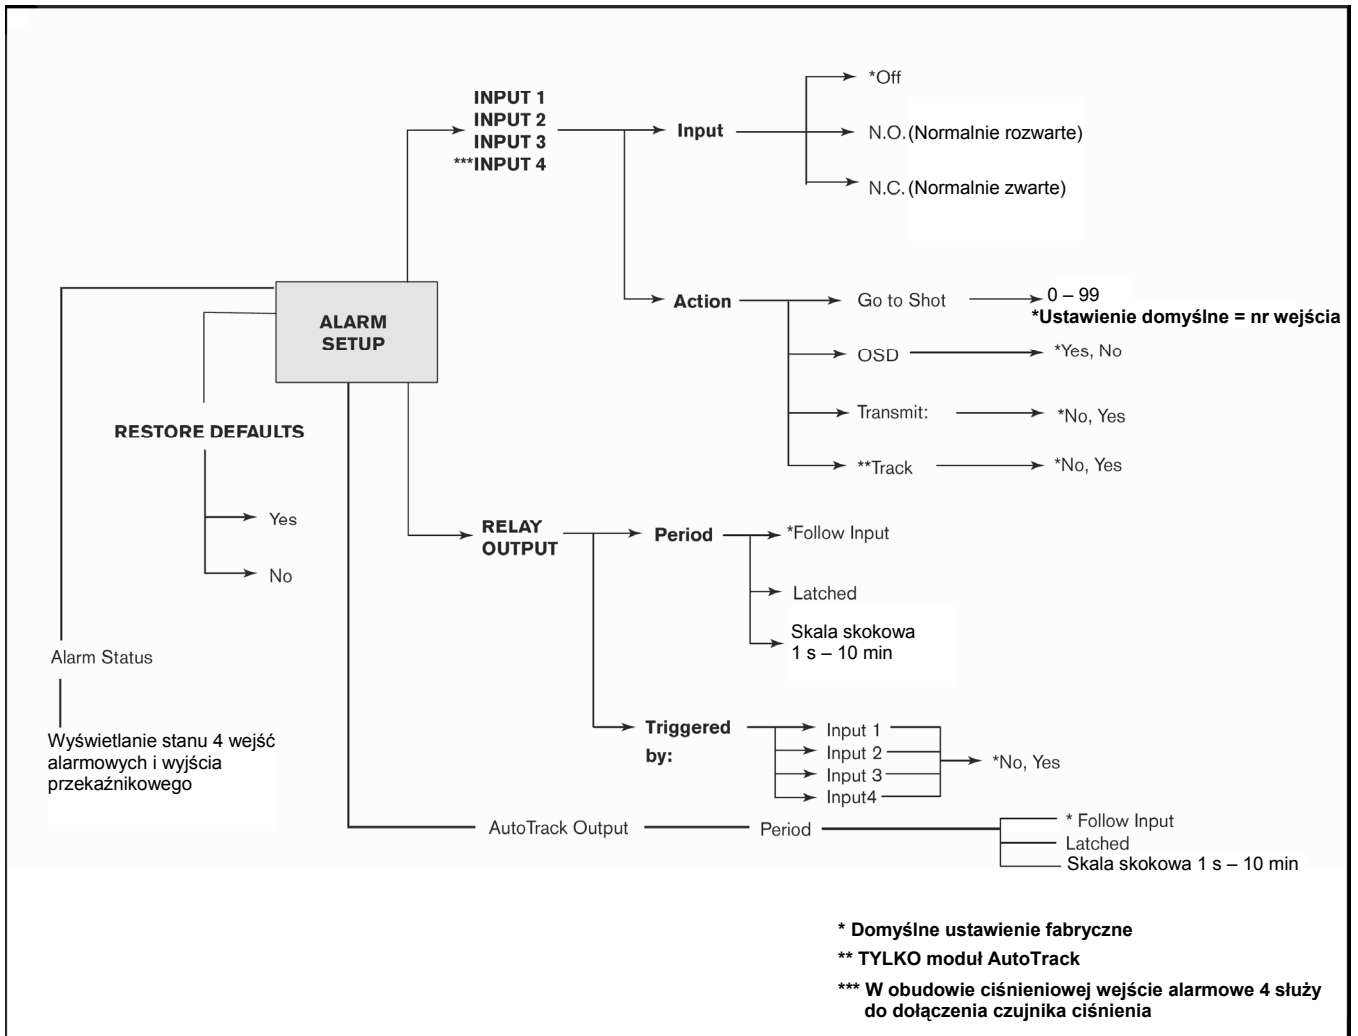 INPUT 1
INPUT 2
INPUT 3
***INPUT 4
Input
*Off
N.O. (Normalnie rozwarte)
N.C. (Normalnie zwarte)
Action
Go to Shot
0 – 99
*Ustawienie domyślne = nr wejścia
OSD
*Yes, No
Transmit:
*No, Yes
**Track
*No, Yes
ALARM
SETUP
RESTORE DEFAULTS
Yes
No
RELAY
OUTPUT
Period
*Follow Input
Latched
Skala skokowa
1 s – 10 min
Triggered
by:
Input 1
Input 2
Input 3
Input4
*No, Yes
Alarm Status
Wyświetlanie stanu 4 wejść
alarmowych i wyjścia
przekaźnikowego
AutoTrack Output
Period
* Follow Input
Latched
Skala skokowa 1 s – 10 min
* Domyślne ustawienie fabryczne
** TYLKO moduł AutoTrack
*** W obudowie ciśnieniowej wejście alarmowe 4 służy
do dołączenia czujnika ciśnienia